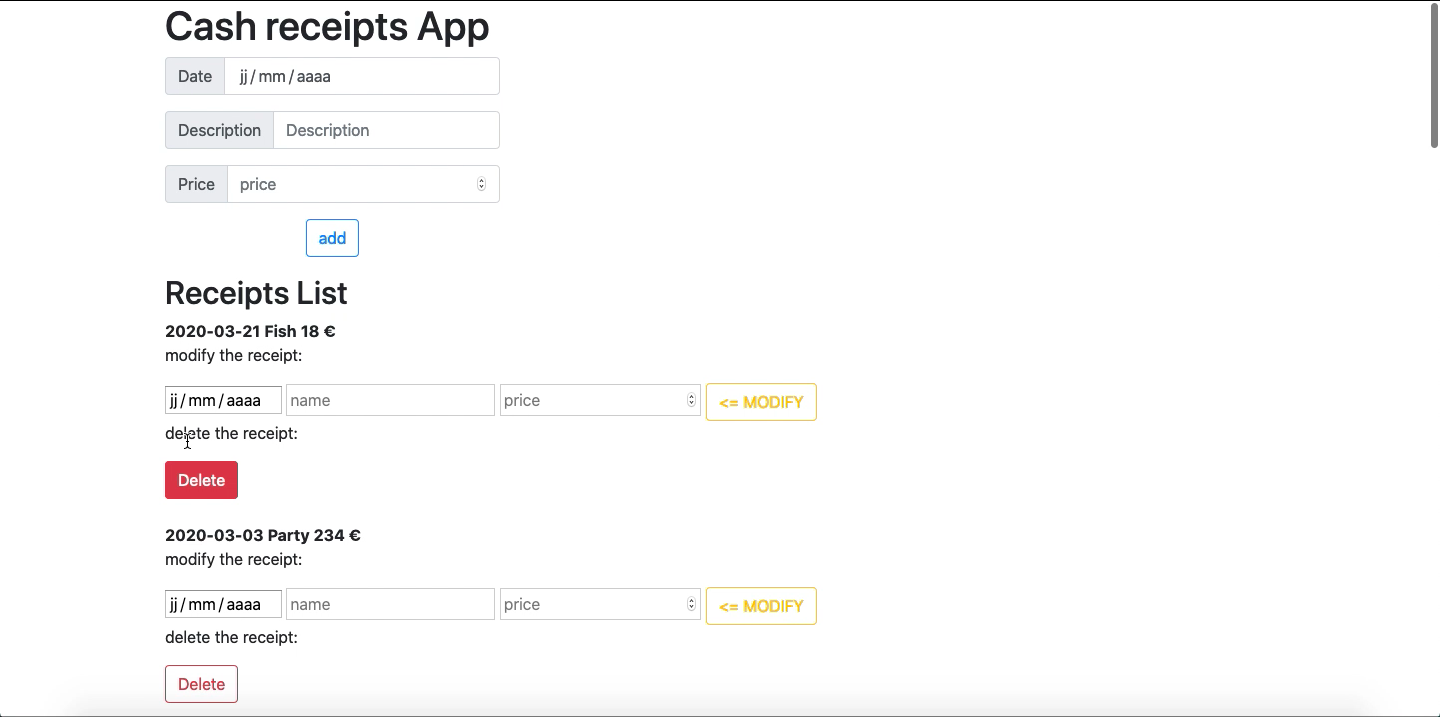 Cash receipts App
Date jj/mm/aaaa
Description Description
Price price
add
Receipts List
2020-03-21 Fish 18 €
modify the receipt:
jj/mm/aaaa name price <= MODIFY
delete the receipt:
Delete
2020-03-03 Party 234 €
modify the receipt:
jj/mm/aaaa name price <= MODIFY
delete the receipt:
Delete